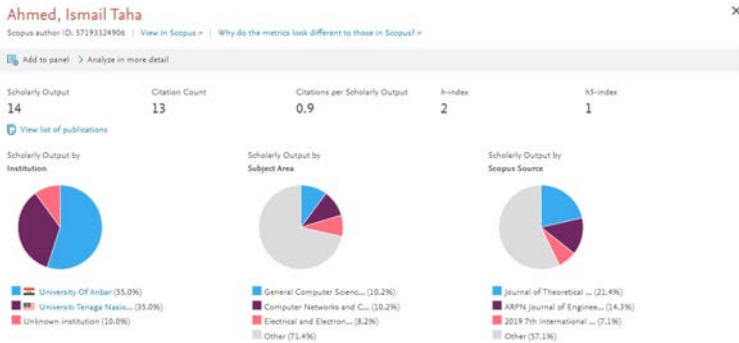 Ahmed, Ismail Taha
Scopus author ID: 57193324906 | View in Scopus ↗ | Why do the metrics look different to those in Scopus? ↗
Add to panel > Analyze in more detail
Scholarly Output Citation Count Citations per Scholarly Output h-index h5-index
14 13 0.9 2 1
View list of publications
Scholarly Output by Scholarly Output by Scholarly Output by
Institution Subject Area Scopus Source
University Of Anbar (55.0%) General Computer Scienc... (10.2%) Journal of Theoretical ... (21.4%)
Universiti Tenaga Nasio... (35.0%) Computer Networks and C... (10.2%) ARPN Journal of Enginee... (14.3%)
Unknown institution (10.0%) Electrical and Electron... (8.2%) 2019 7th International ... (7.1%)
Other (71.4%) Other (57.1%)